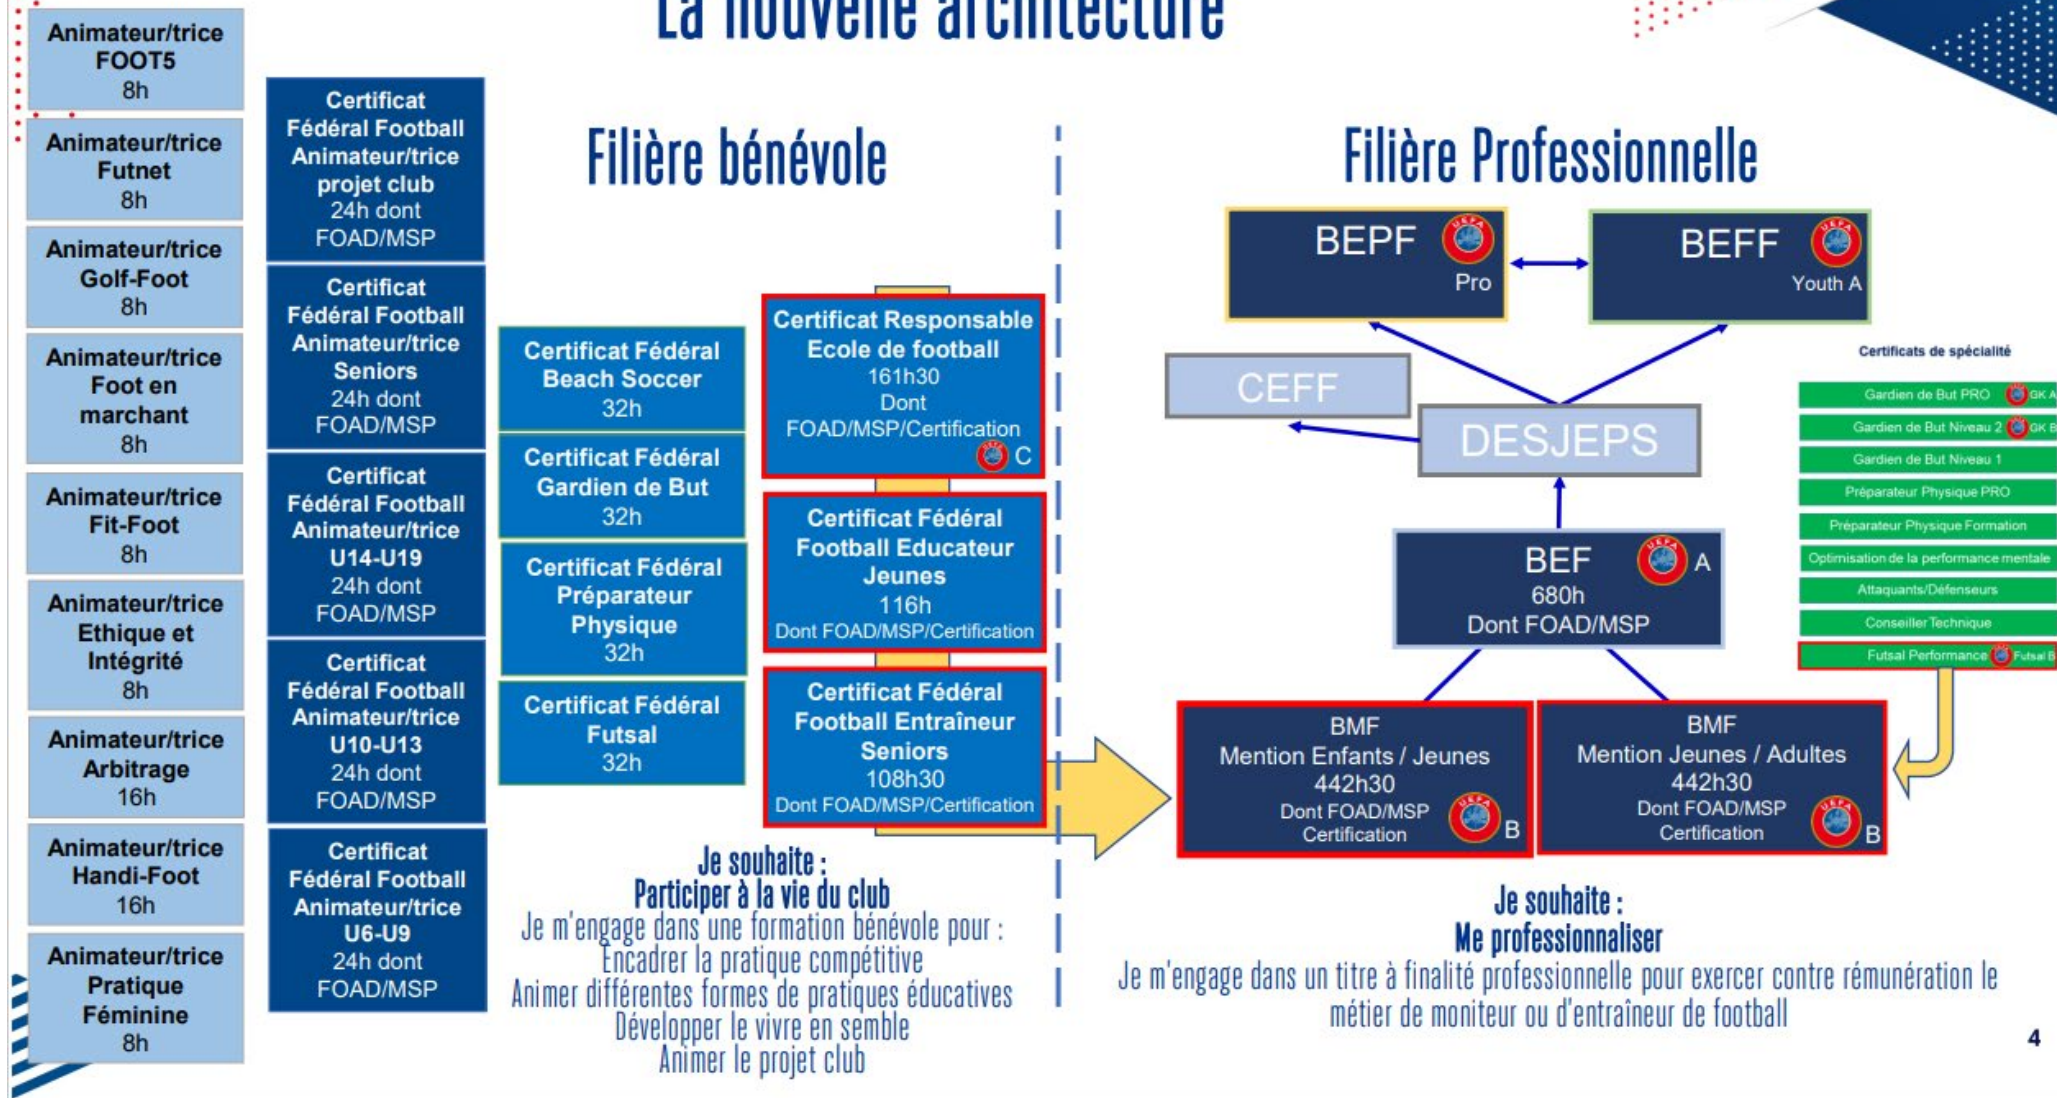 La nouvelle architecture
Animateur/trice
FOOT5
8h
Animateur/trice
Futnet
8h
Animateur/trice
Golf-Foot
8h
Animateur/trice
Foot en
marchant
8h
Animateur/trice
Fit-Foot
8h
Animateur/trice
Ethique et
Intégrité
8h
Animateur/trice
Arbitrage
16h
Animateur/trice
Handi-Foot
16h
Animateur/trice
Pratique
Féminine
8h
Certificat
Fédéral Football
Animateur/trice
projet club
24h dont
FOAD/MSP
Certificat
Fédéral Football
Animateur/trice
Seniors
24h dont
FOAD/MSP
Certificat
Fédéral Football
Animateur/trice
U14-U19
24h dont
FOAD/MSP
Certificat
Fédéral Football
Animateur/trice
U10-U13
24h dont
FOAD/MSP
Certificat
Fédéral Football
Animateur/trice
U6-U9
24h dont
FOAD/MSP
Filière bénévole
Certificat Fédéral
Beach Soccer
32h
Certificat Fédéral
Gardien de But
32h
Certificat Fédéral
Préparateur
Physique
32h
Certificat Fédéral
Futsal
32h
Certificat Responsable
Ecole de football
161h30
Dont
FOAD/MSP/Certification
UEFA C
Certificat Fédéral
Football Educateur
Jeunes
116h
Dont FOAD/MSP/Certification
Certificat Fédéral
Football Entraîneur
Seniors
108h30
Dont FOAD/MSP/Certification
Je souhaite :
Participer à la vie du club
Je m'engage dans une formation bénévole pour :
Encadrer la pratique compétitive
Animer différentes formes de pratiques éducatives
Développer le vivre en semble
Animer le projet club
Filière Professionnelle
BEPF UEFA
Pro
BEFF UEFA
Youth A
CEFF
DESJEPS
BEF UEFA A
680h
Dont FOAD/MSP
BMF
Mention Enfants / Jeunes
442h30
Dont FOAD/MSP
Certification
UEFA B
BMF
Mention Jeunes / Adultes
442h30
Dont FOAD/MSP
Certification
UEFA B
Certificats de spécialité
Gardien de But PRO UEFA GK A
Gardien de But Niveau 2 UEFA GK B
Gardien de But Niveau 1
Préparateur Physique PRO
Préparateur Physique Formation
Optimisation de la performance mentale
Attaquants/Défenseurs
Conseiller Technique
Futsal Performance UEFA Futsal B
Je souhaite :
Me professionnaliser
Je m'engage dans un titre à finalité professionnelle pour exercer contre rémunération le
métier de moniteur ou d'entraîneur de football
4